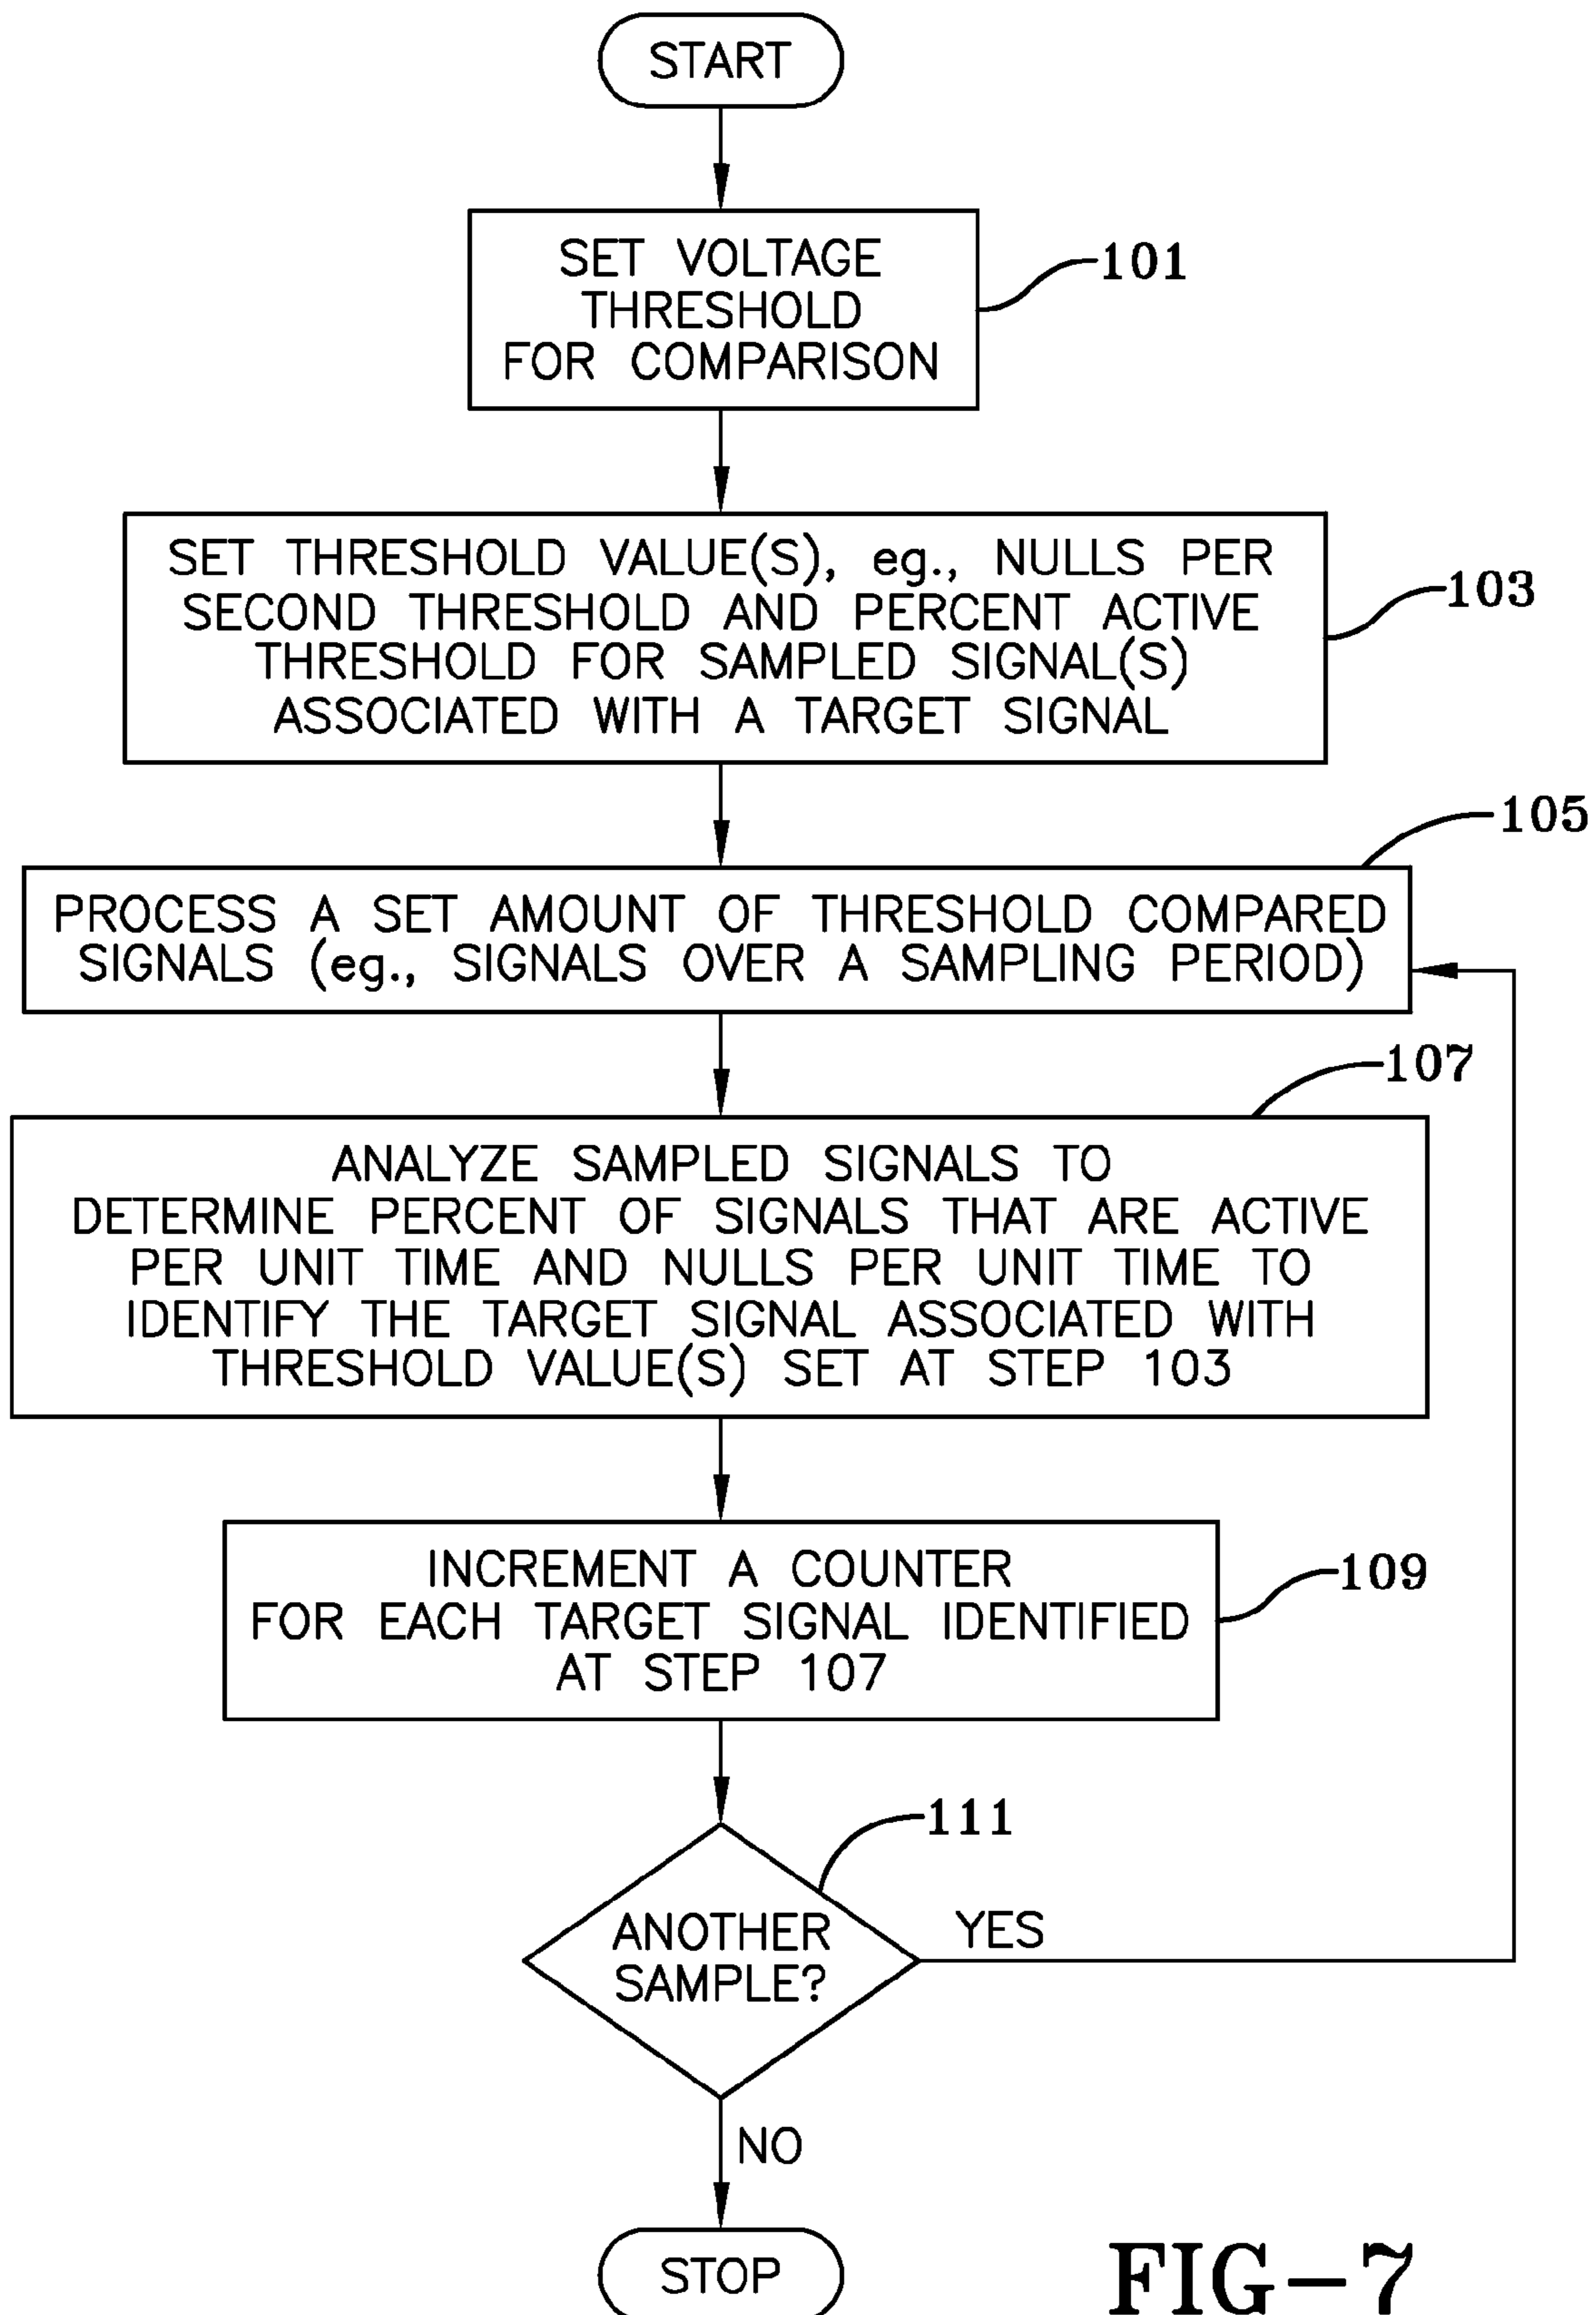 START
SET VOLTAGE
THRESHOLD
FOR COMPARISON
101
SET THRESHOLD VALUE(S), eg., NULLS PER
SECOND THRESHOLD AND PERCENT ACTIVE
THRESHOLD FOR SAMPLED SIGNAL(S)
ASSOCIATED WITH A TARGET SIGNAL
103
105
PROCESS A SET AMOUNT OF THRESHOLD COMPARED
SIGNALS (eg., SIGNALS OVER A SAMPLING PERIOD)
107
ANALYZE SAMPLED SIGNALS TO
DETERMINE PERCENT OF SIGNALS THAT ARE ACTIVE
PER UNIT TIME AND NULLS PER UNIT TIME TO
IDENTIFY THE TARGET SIGNAL ASSOCIATED WITH
THRESHOLD VALUE(S) SET AT STEP 103
INCREMENT A COUNTER
FOR EACH TARGET SIGNAL IDENTIFIED
AT STEP 107
109
111
ANOTHER
SAMPLE?
YES
NO
STOP
FIG-7